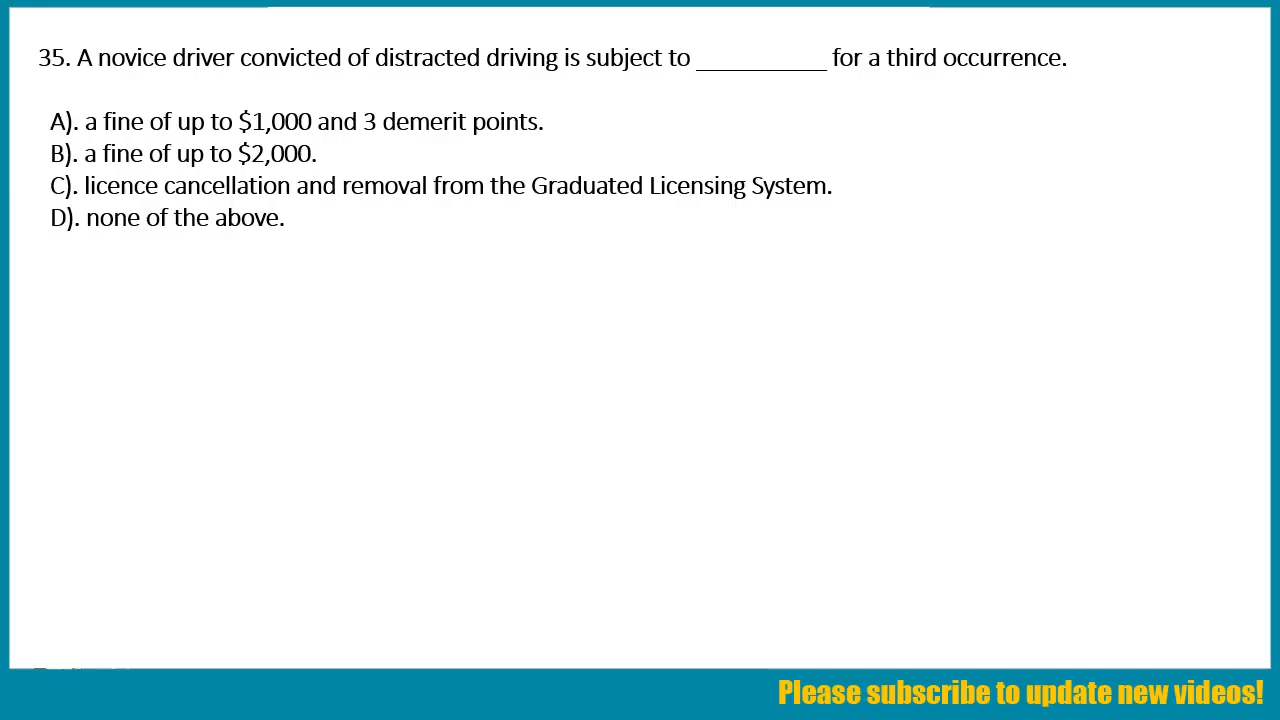 35. A novice driver convicted of distracted driving is subject to __________ for a third occurrence.
A). a fine of up to $1,000 and 3 demerit points.
B). a fine of up to $2,000.
C). licence cancellation and removal from the Graduated Licensing System.
D). none of the above.
Please subscribe to update new videos!